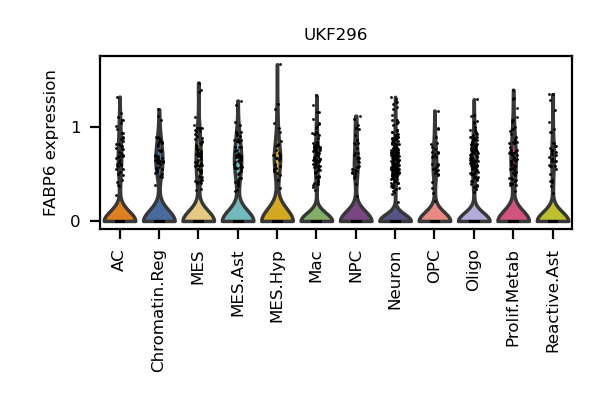 UKF296
FABP6 expression
1
0
AC
Chromatin.Reg
MES
MES.Ast
MES.Hyp
Mac
NPC
Neuron
OPC
Oligo
Prolif.Metab
Reactive.Ast